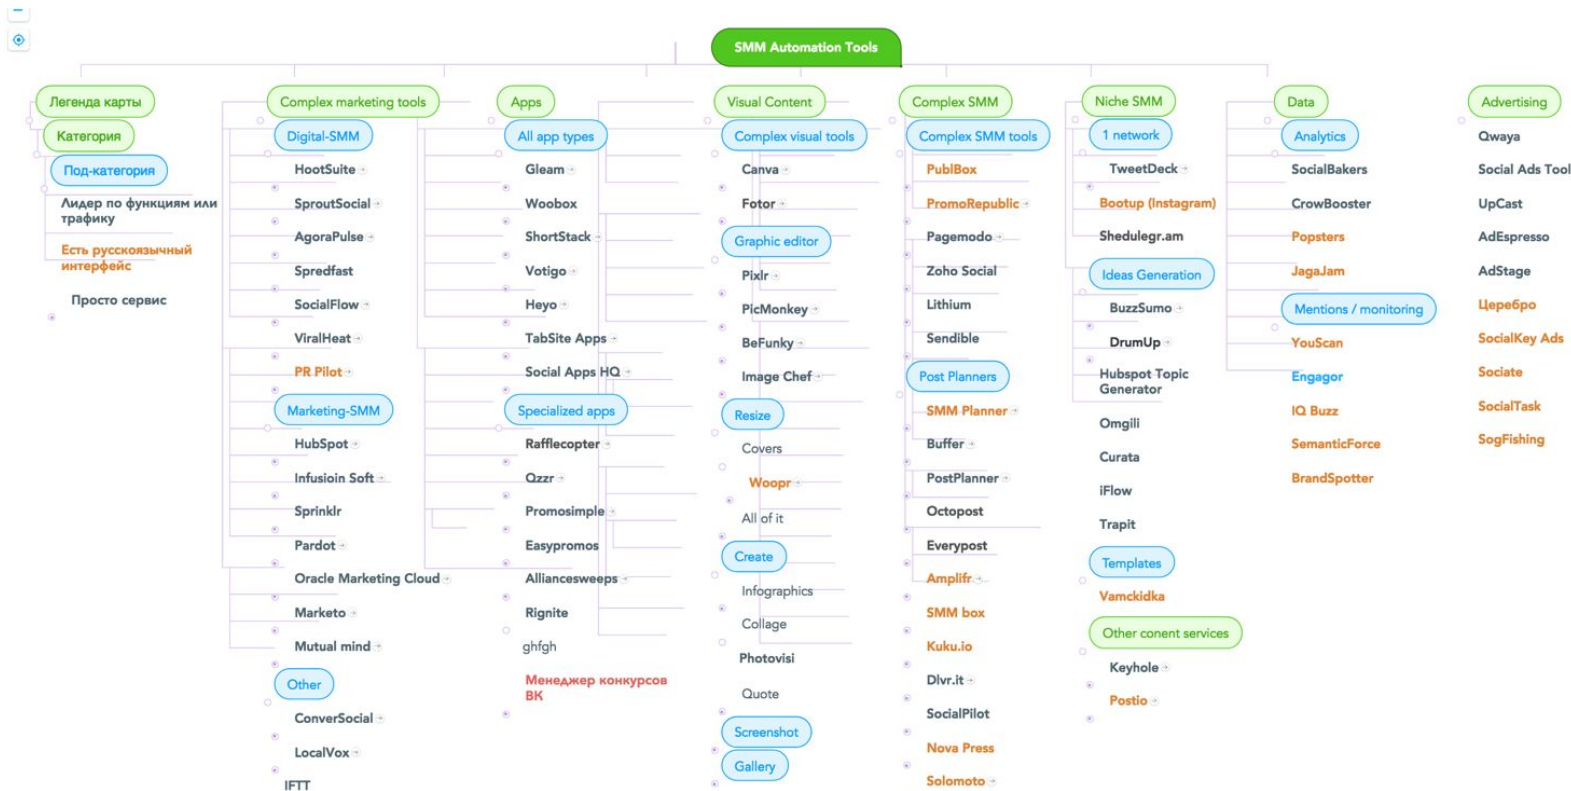 SMM Automation Tools
Легенда карты
Категория
Под-категория
Лидер по функциям или
трафику
Есть русскоязычный
интерфейс
Просто сервис
Complex marketing tools
Digital-SMM
HootSuite
SproutSocial
AgoraPulse
Spredfast
SocialFlow
ViralHeat
PR Pilot
Marketing-SMM
HubSpot
Infusioin Soft
Sprinklr
Pardot
Oracle Marketing Cloud
Marketo
Mutual mind
Other
ConverSocial
LocalVox
IFTT
Apps
All app types
Gleam
Woobox
ShortStack
Votigo
Heyo
TabSite Apps
Social Apps HQ
Specialized apps
Rafflecopter
Qzzr
Promosimple
Easypromos
Alliancesweeps
Rignite
ghfgh
Менеджер конкурсов
ВК
Visual Content
Complex visual tools
Canva
Fotor
Graphic editor
Pixlr
PicMonkey
BeFunky
Image Chef
Resize
Covers
Woopr
All of it
Create
Infographics
Collage
Photovisi
Quote
Screenshot
Gallery
Complex SMM
Complex SMM tools
PublBox
PromoRepublic
Pagemodo
Zoho Social
Lithium
Sendible
Post Planners
SMM Planner
Buffer
PostPlanner
Octopost
Everypost
Amplifr
SMM box
Kuku.io
Dlvr.it
SocialPilot
Nova Press
Solomoto
Niche SMM
1 network
TweetDeck
Bootup (Instagram)
Shedulegr.am
Ideas Generation
BuzzSumo
DrumUp
Hubspot Topic
Generator
Omgili
Curata
iFlow
Trapit
Templates
Vamckidka
Other conent services
Keyhole
Postio
Data
Analytics
SocialBakers
CrowBooster
Popsters
JagaJam
Mentions / monitoring
YouScan
Engagor
IQ Buzz
SemanticForce
BrandSpotter
Advertising
Qwaya
Social Ads Tool
UpCast
AdEspresso
AdStage
Церебро
SocialKey Ads
Sociate
SocialTask
SogFishing